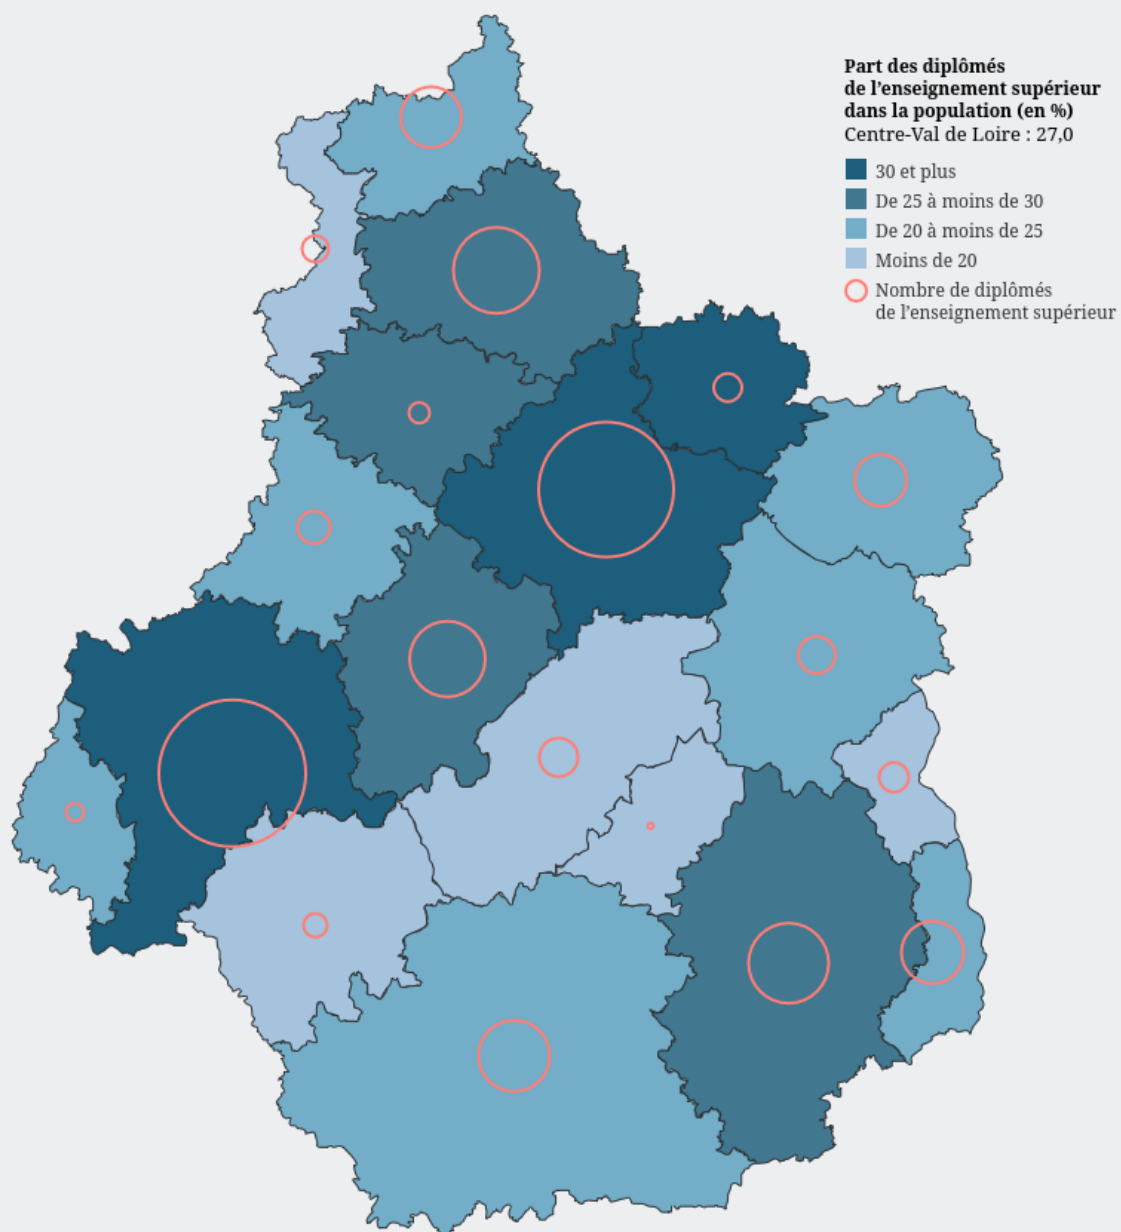 Part des diplômés
de l’enseignement supérieur
dans la population (en %)
Centre-Val de Loire : 27,0
30 et plus
De 25 à moins de 30
De 20 à moins de 25
Moins de 20
Nombre de diplômés
de l’enseignement supérieur